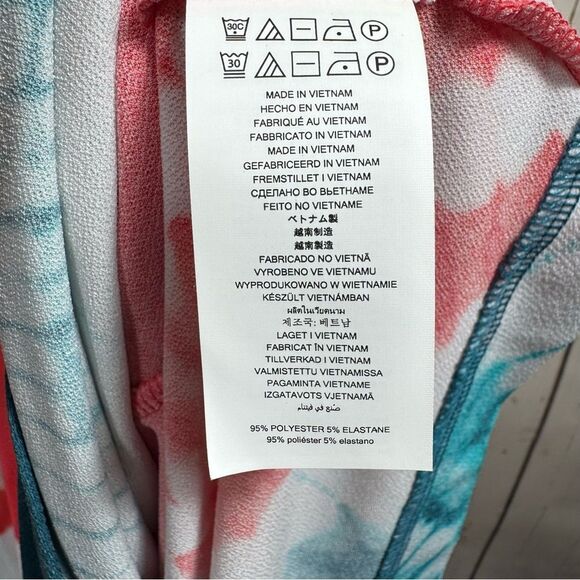 30C P
30 P
MADE IN VIETNAM
HECHO EN VIETNAM
FABRIQUÉ AU VIETNAM
FABBRICATO IN VIETNAM
MADE IN VIETNAM
GEFABRICEERD IN VIETNAM
FREMSTILLET I VIETNAM
СДЕЛАНО ВО ВЬЕТНАМЕ
FEITO NO VIETNAME
ベトナム製
越南制造
越南製造
FABRICADO NO VIETNÃ
VYROBENO VE VIETNAMU
WYPRODUKOWANO W WIETNAMIE
KÉSZÜLT VIETNÁMBAN
ผลิตในเวียดนาม
제조국: 베트남
LAGET I VIETNAM
FABRICAT ÎN VIETNAM
TILLVERKAD I VIETNAM
VALMISTETTU VIETNAMISSA
PAGAMINTA VIETNAME
IZGATAVOTS VJETNAMĀ
صنع في فيتنام
95% POLYESTER 5% ELASTANE
95% poliéster 5% elastano